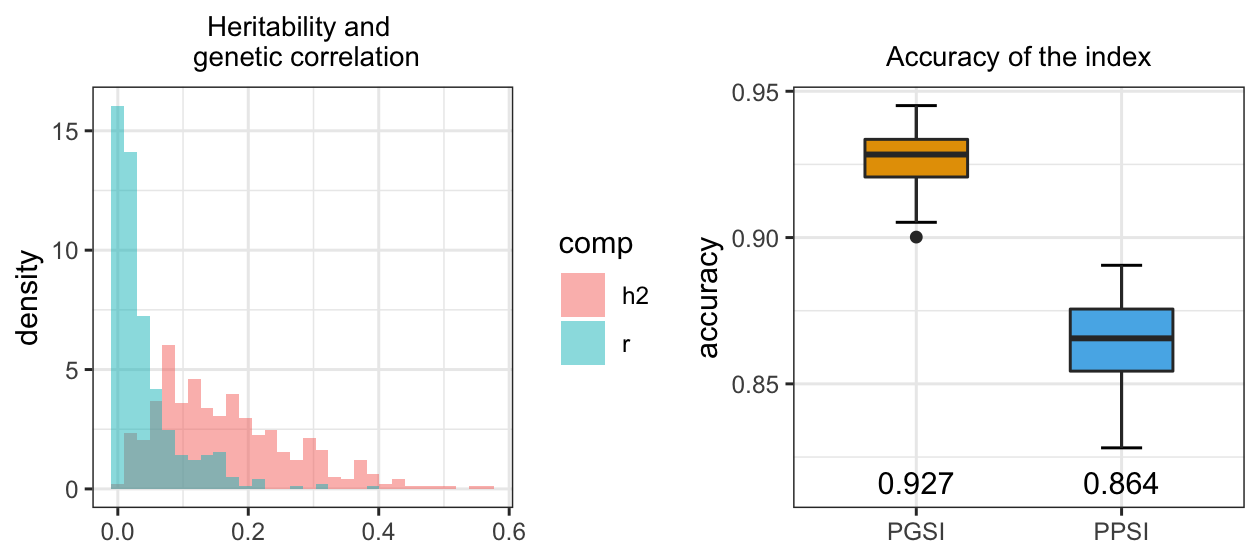 Heritability and
genetic correlation
density
15
10
5
0
0.0
0.2
0.4
0.6
comp
h2
r
Accuracy of the index
accuracy
0.95
0.90
0.85
0.927
0.864
PGSI
PPSI